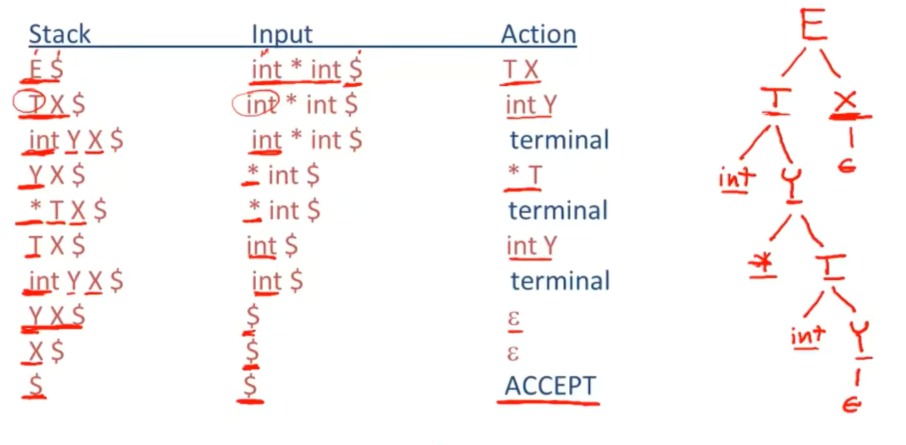 Stack Input Action
E $ int * int $ T X
T X $ int * int $ int Y
int Y X $ int * int $ terminal
Y X $ * int $ * T
* T X $ * int $ terminal
T X $ int $ int Y
int Y X $ int $ terminal
Y X $ $ ε
X $ $ ε
$ $ ACCEPT
E
T X
int Y ε
* T
int Y
ε